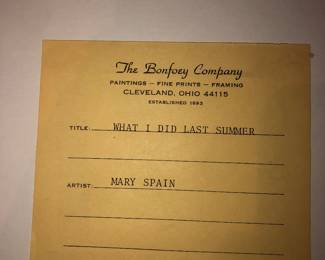 The Bonfoey Company
PAINTINGS — FINE PRINTS — FRAMING
CLEVELAND, OHIO 44115
ESTABLISHED 1893
TITLE: WHAT I DID LAST SUMMER
ARTIST: MARY SPAIN